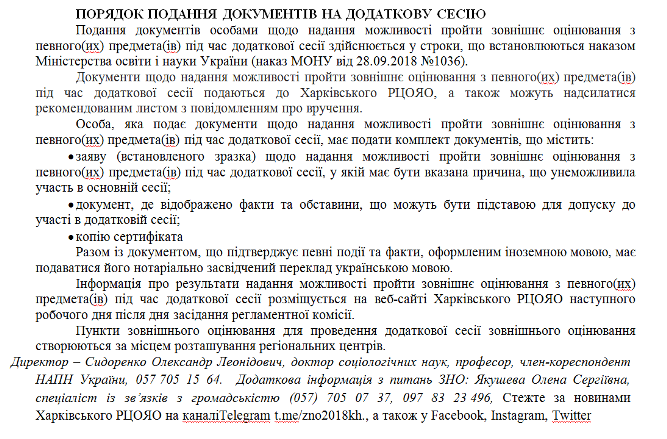 ПОРЯДОК ПОДАННЯ ДОКУМЕНТІВ НА ДОДАТКОВУ СЕСІЮ
Подання документів особами щодо надання можливості пройти зовнішнє оцінювання з
певного(их) предмета(ів) під час додаткової сесії здійснюється у строки, що встановлюються наказом
Міністерства освіти і науки України (наказ МОНУ від 28.09.2018 №1036).
Документи щодо надання можливості пройти зовнішнє оцінювання з певного(их) предмета(ів)
під час додаткової сесії подаються до Харківського РЦОЯО, а також можуть надсилатися
рекомендованим листом з повідомленням про вручення.
Особа, яка подає документи щодо надання можливості пройти зовнішнє оцінювання з
певного(их) предмета(ів) під час додаткової сесії, має подати комплект документів, що містить:
•заяву (встановленого зразка) щодо надання можливості пройти зовнішнє оцінювання з
певного(их) предмета(ів) під час додаткової сесії, у якій має бути вказана причина, що унеможливила
участь в основній сесії;
•документ, де відображено факти та обставини, що можуть бути підставою для допуску до
участі в додатковій сесії;
•копію сертифіката
Разом із документом, що підтверджує певні події та факти, оформленим іноземною мовою, має
подаватися його нотаріально засвідчений переклад українською мовою.
Інформація про результати надання можливості пройти зовнішнє оцінювання з певного(их)
предмета(ів) під час додаткової сесії розміщується на веб-сайті Харківського РЦОЯО наступного
робочого дня після дня засідання регламентної комісії.
Пункти зовнішнього оцінювання для проведення додаткової сесії зовнішнього оцінювання
створюються за місцем розташування регіональних центрів.
Директор – Сидоренко Олександр Леонідович, доктор соціологічних наук, професор, член-кореспондент
НАПН України, 057 705 15 64. Додаткова інформація з питань ЗНО: Якушева Олена Сергіївна,
спеціаліст із зв’язків з громадськістю (057) 705 07 37, 097 83 23 496, Стежте за новинами
Харківського РЦОЯО на каналіTelegram t.me/zno2018kh., а також у Facebook, Instagram, Twitter